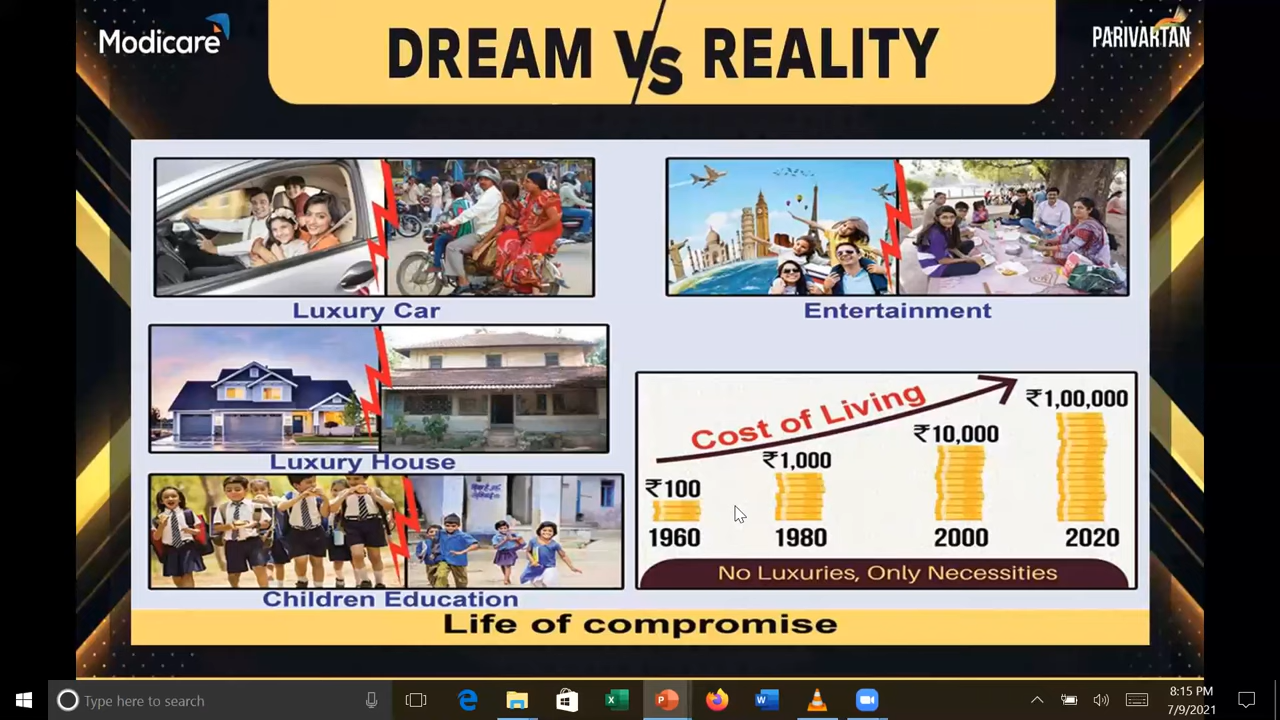 Modicare
DREAM Vs REALITY
PARIVARTAN
Luxury Car
Entertainment
Luxury House
Children Education
Cost of Living
₹100
₹1,000
₹10,000
₹1,00,000
1960
1980
2000
2020
No Luxuries, Only Necessities
Life of compromise
Type here to search
8:15 PM
7/9/2021